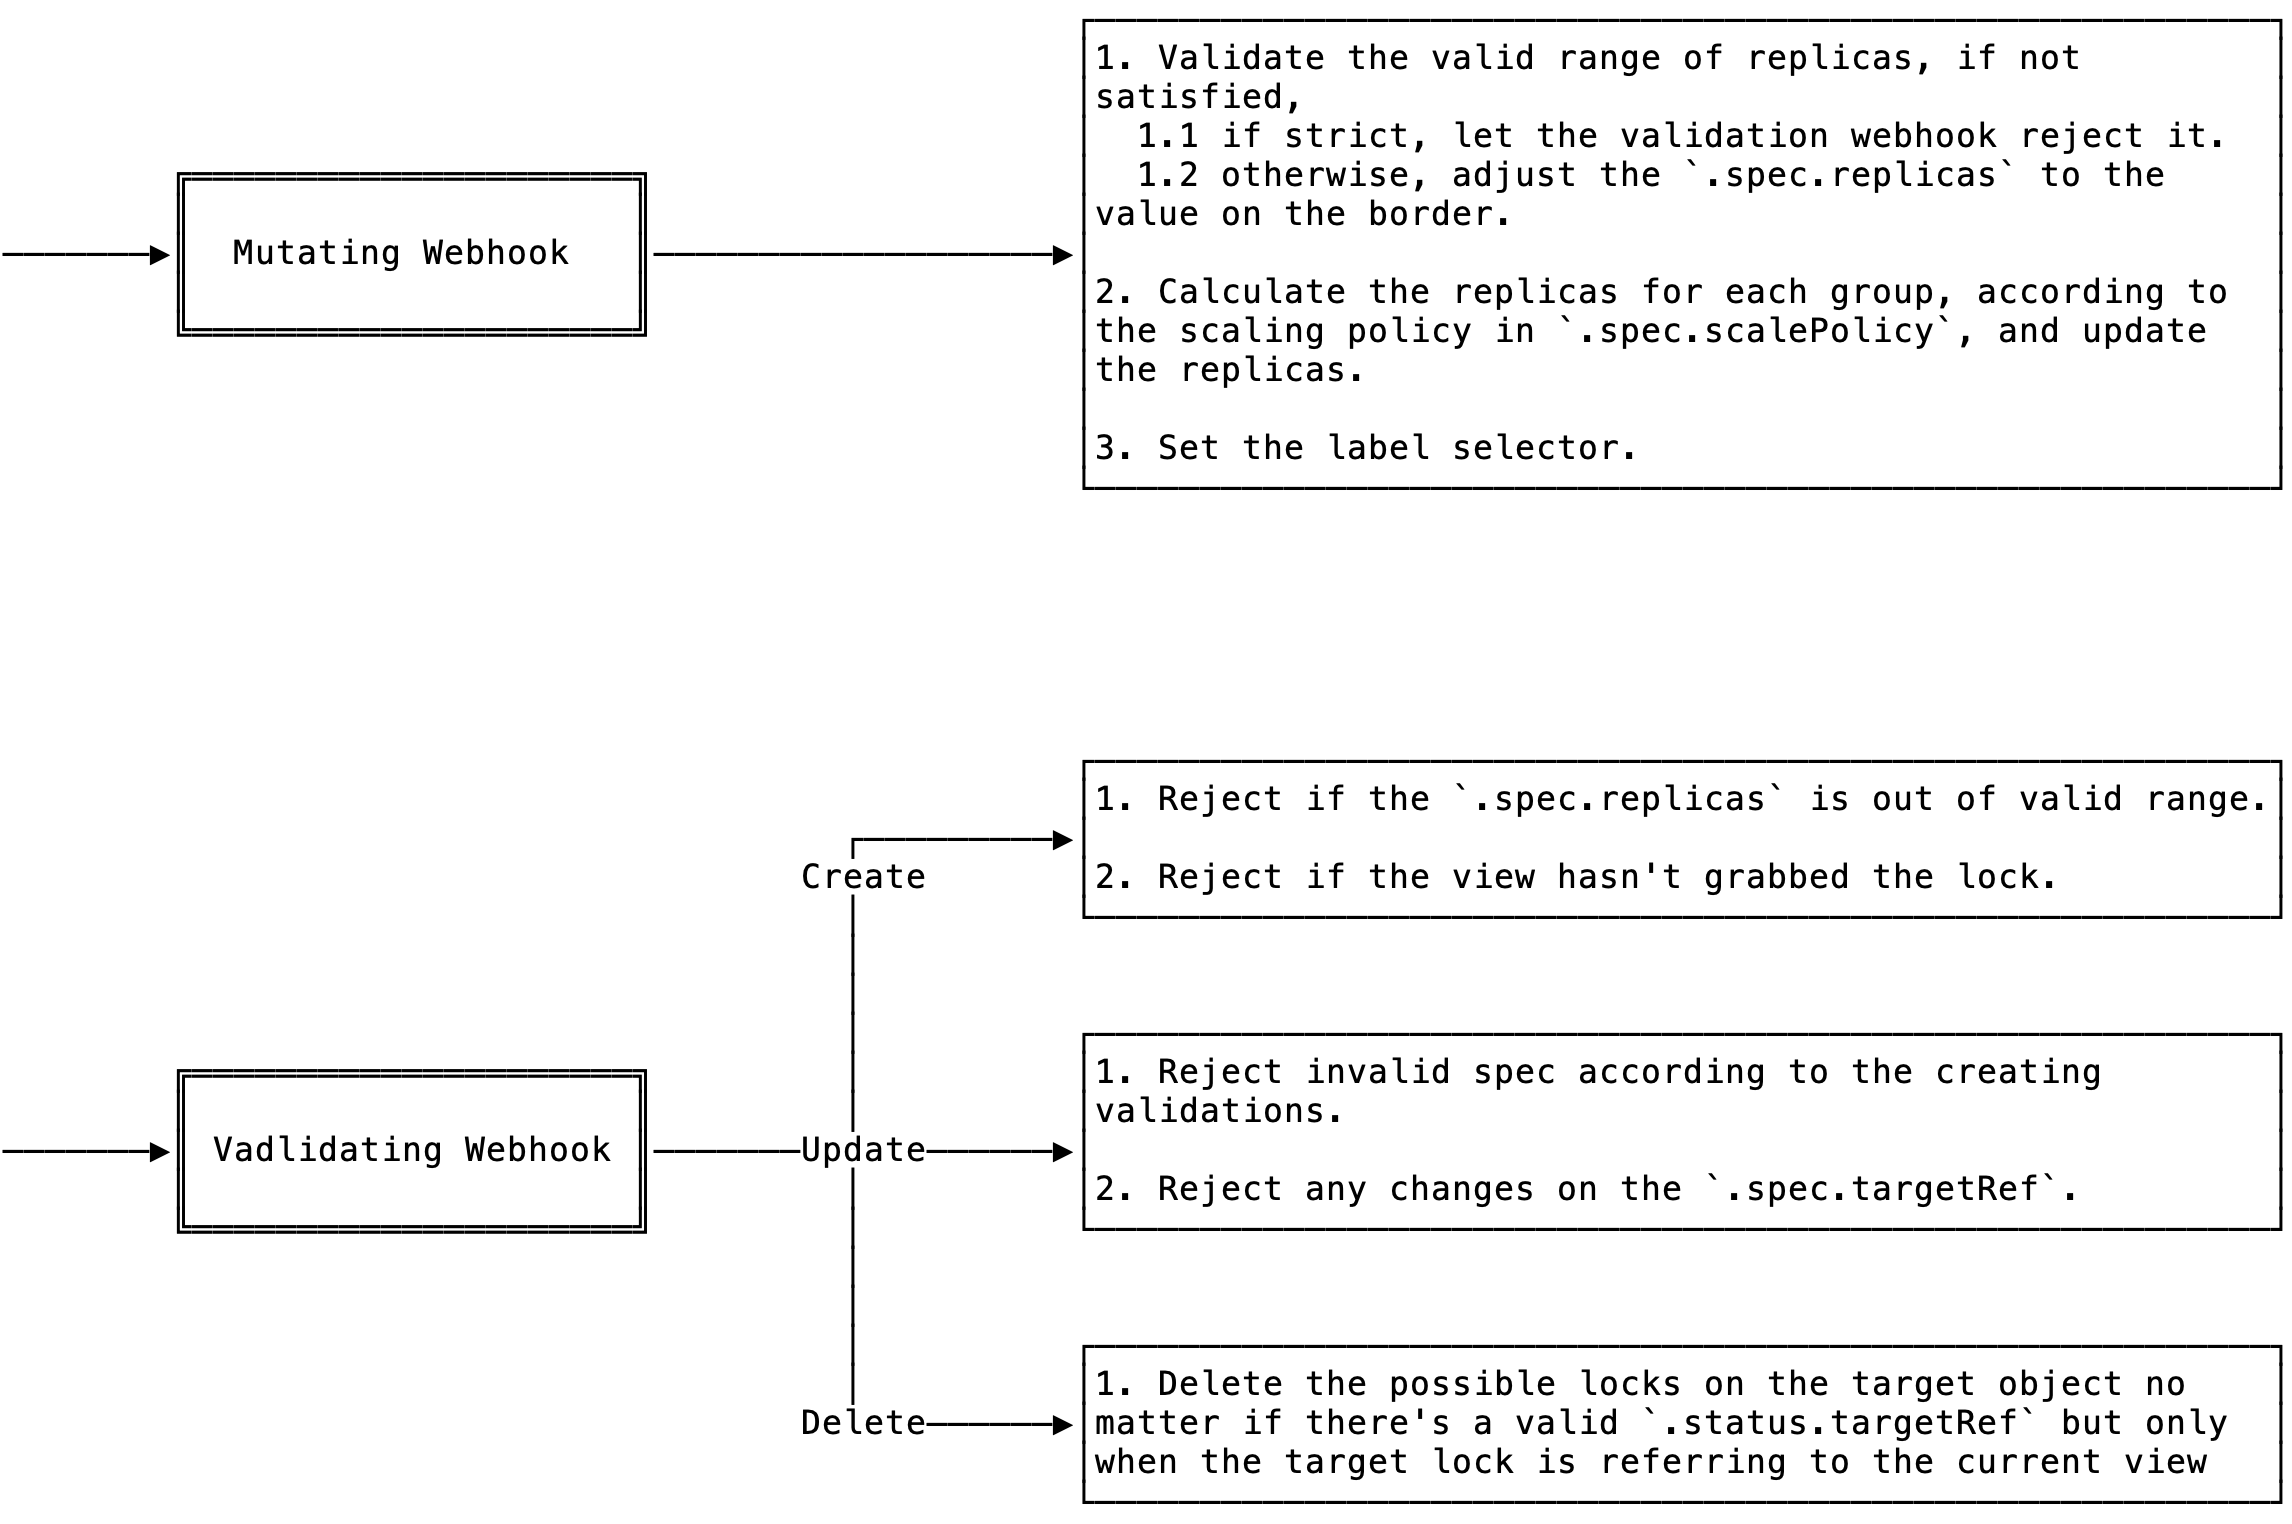 1. Validate the valid range of replicas, if not
satisfied,
  1.1 if strict, let the validation webhook reject it.
  1.2 otherwise, adjust the `.spec.replicas` to the
value on the border.
Mutating Webhook
2. Calculate the replicas for each group, according to
the scaling policy in `.spec.scalePolicy`, and update
the replicas.
3. Set the label selector.
1. Reject if the `.spec.replicas` is out of valid range.
Create
2. Reject if the view hasn't grabbed the lock.
Vadlidating Webhook
Update
1. Reject invalid spec according to the creating
validations.
2. Reject any changes on the `.spec.targetRef`.
Delete
1. Delete the possible locks on the target object no
matter if there's a valid `.status.targetRef` but only
when the target lock is referring to the current view